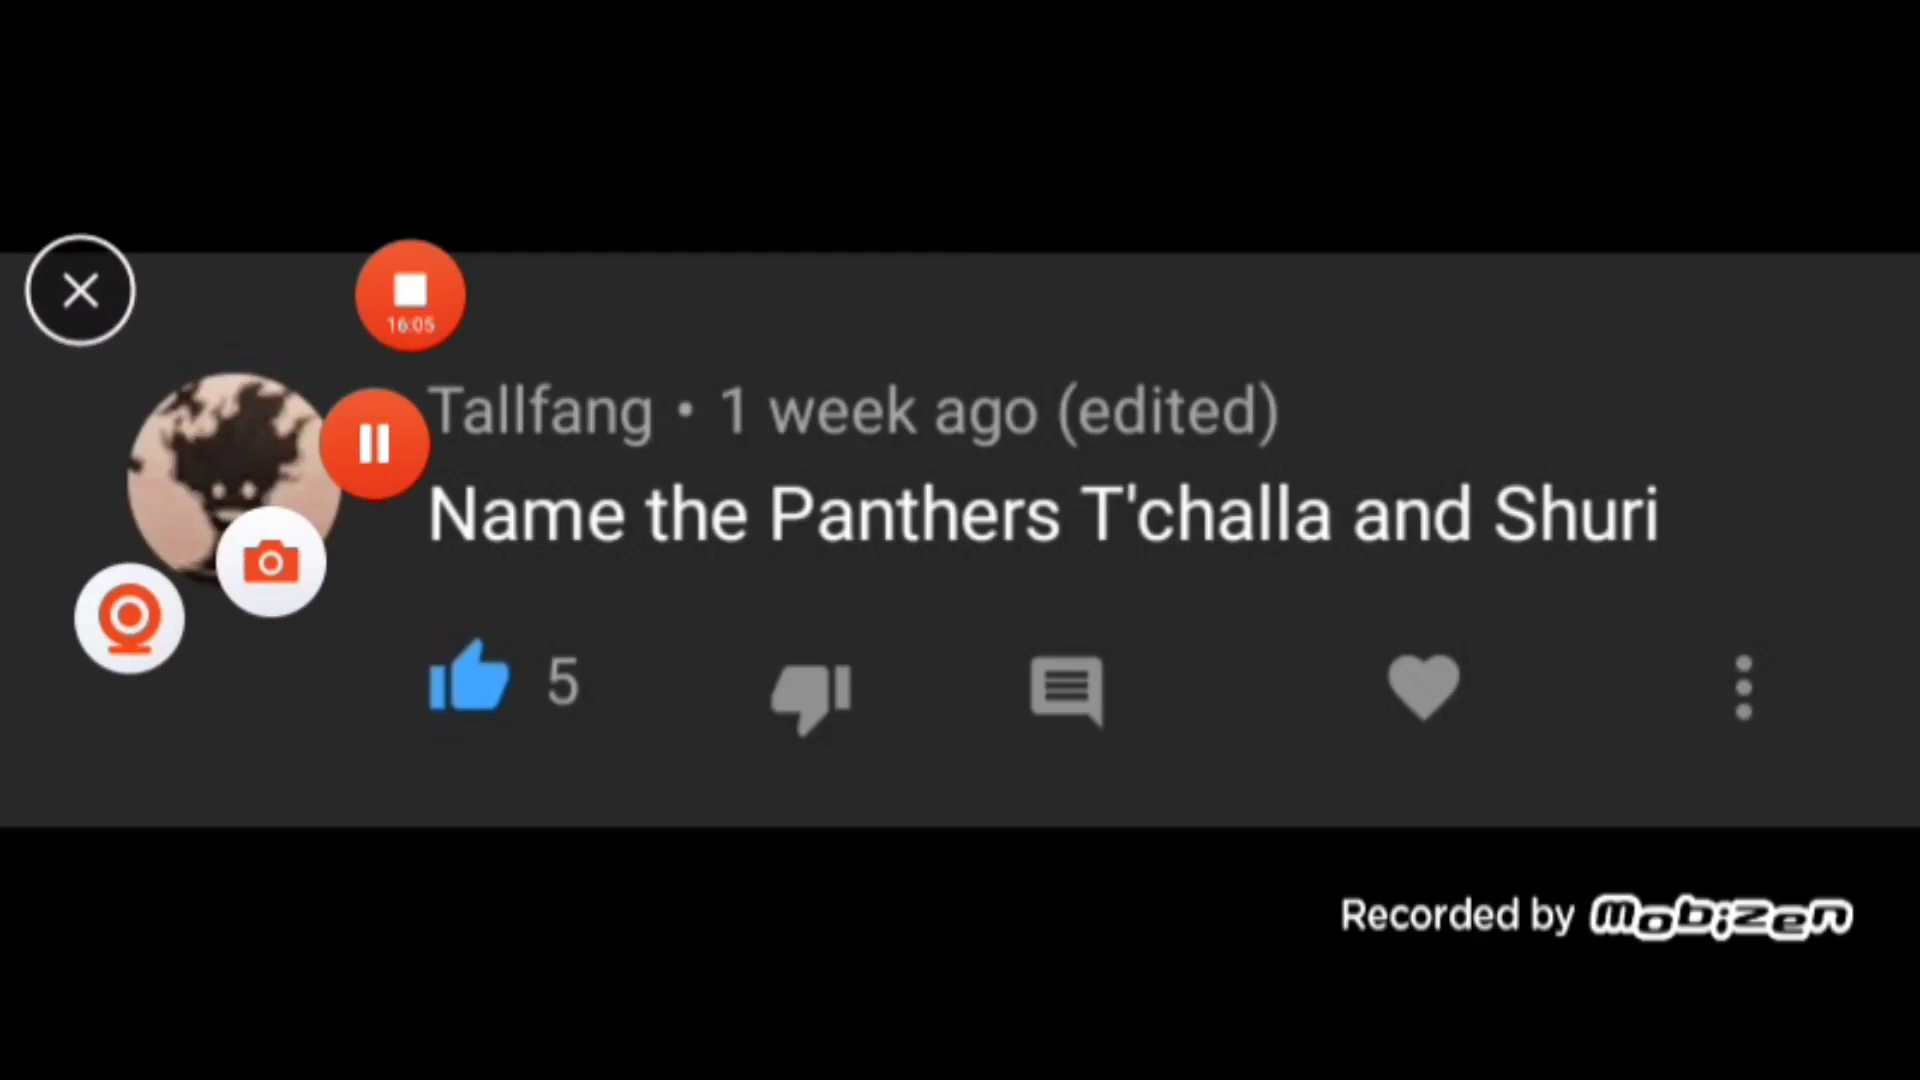 16:05
Tallfang • 1 week ago (edited)
Name the Panthers T'challa and Shuri
5
Recorded by Mobizen